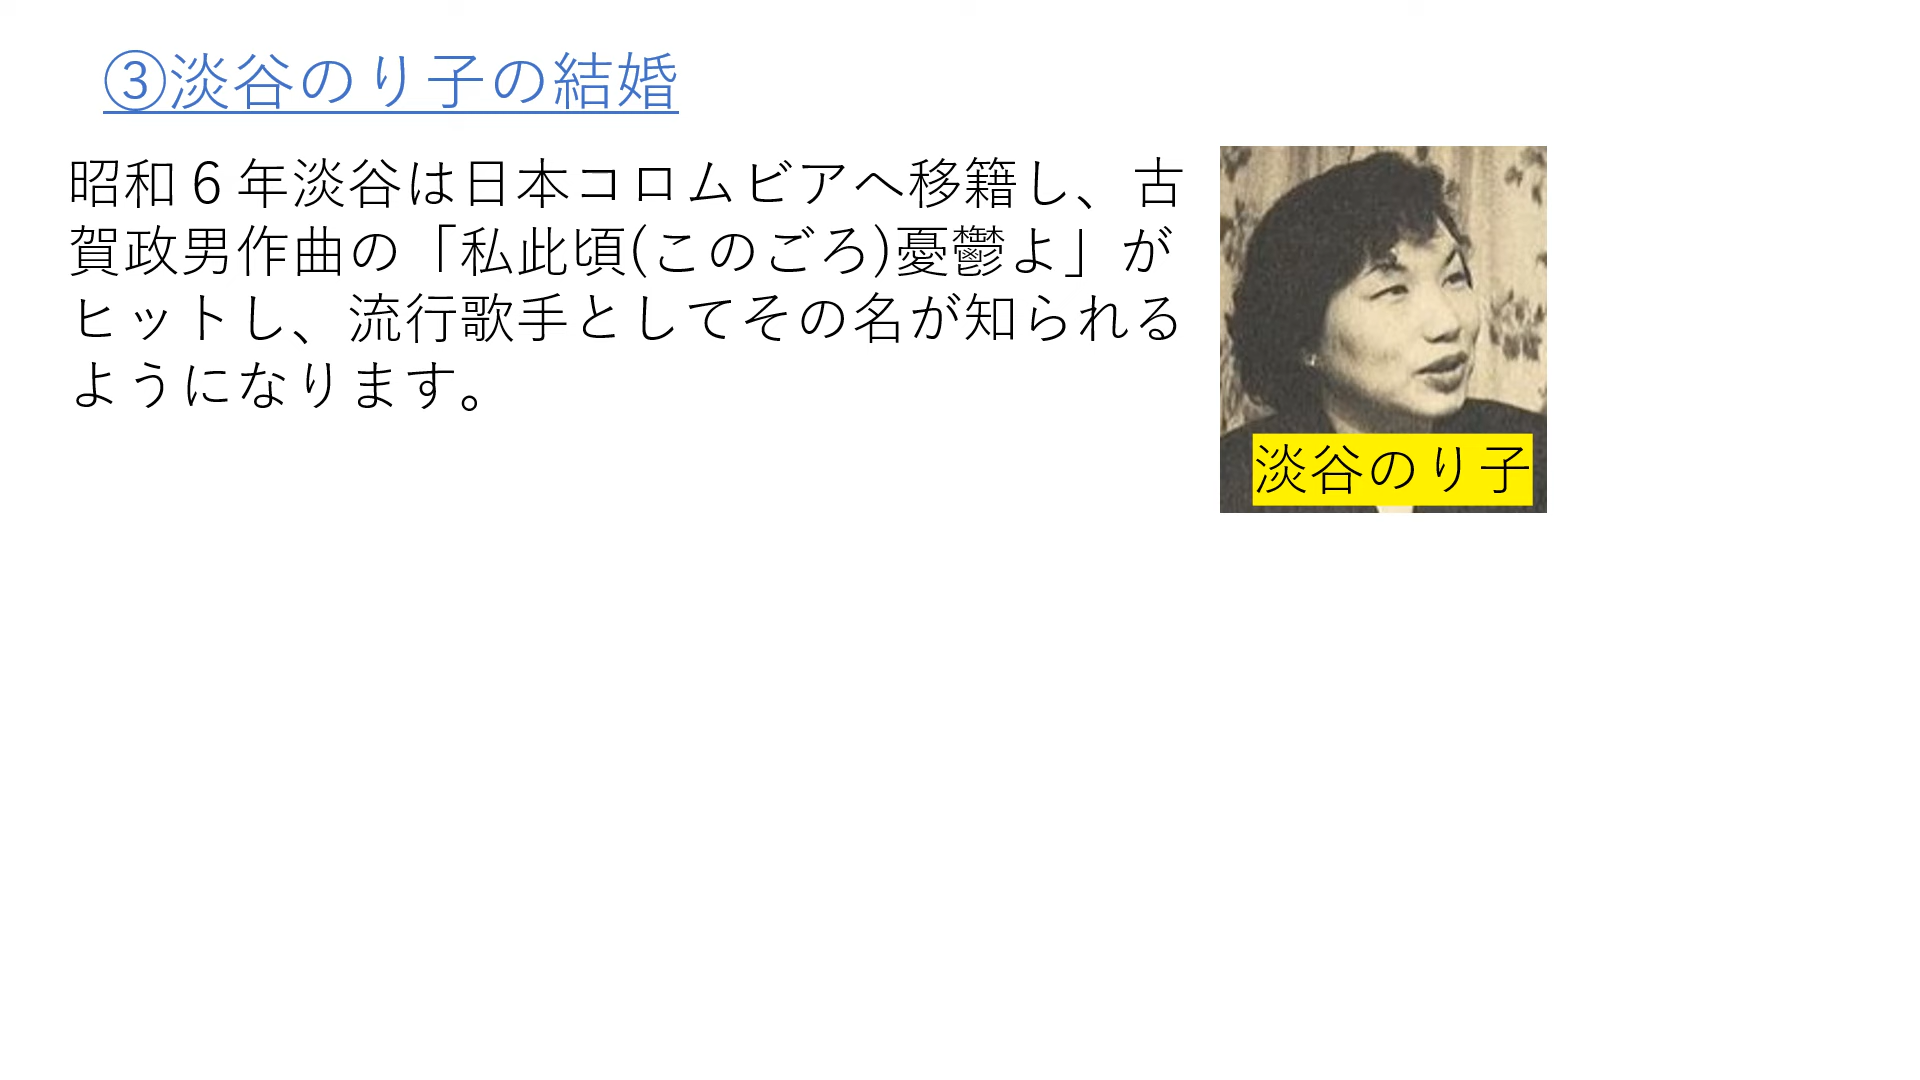 ③淡谷のり子の結婚
昭和６年淡谷は日本コロムビアへ移籍し、古
賀政男作曲の「私此頃(このごろ)憂鬱よ」が
ヒットし、流行歌手としてその名が知られる
ようになります。
淡谷のり子